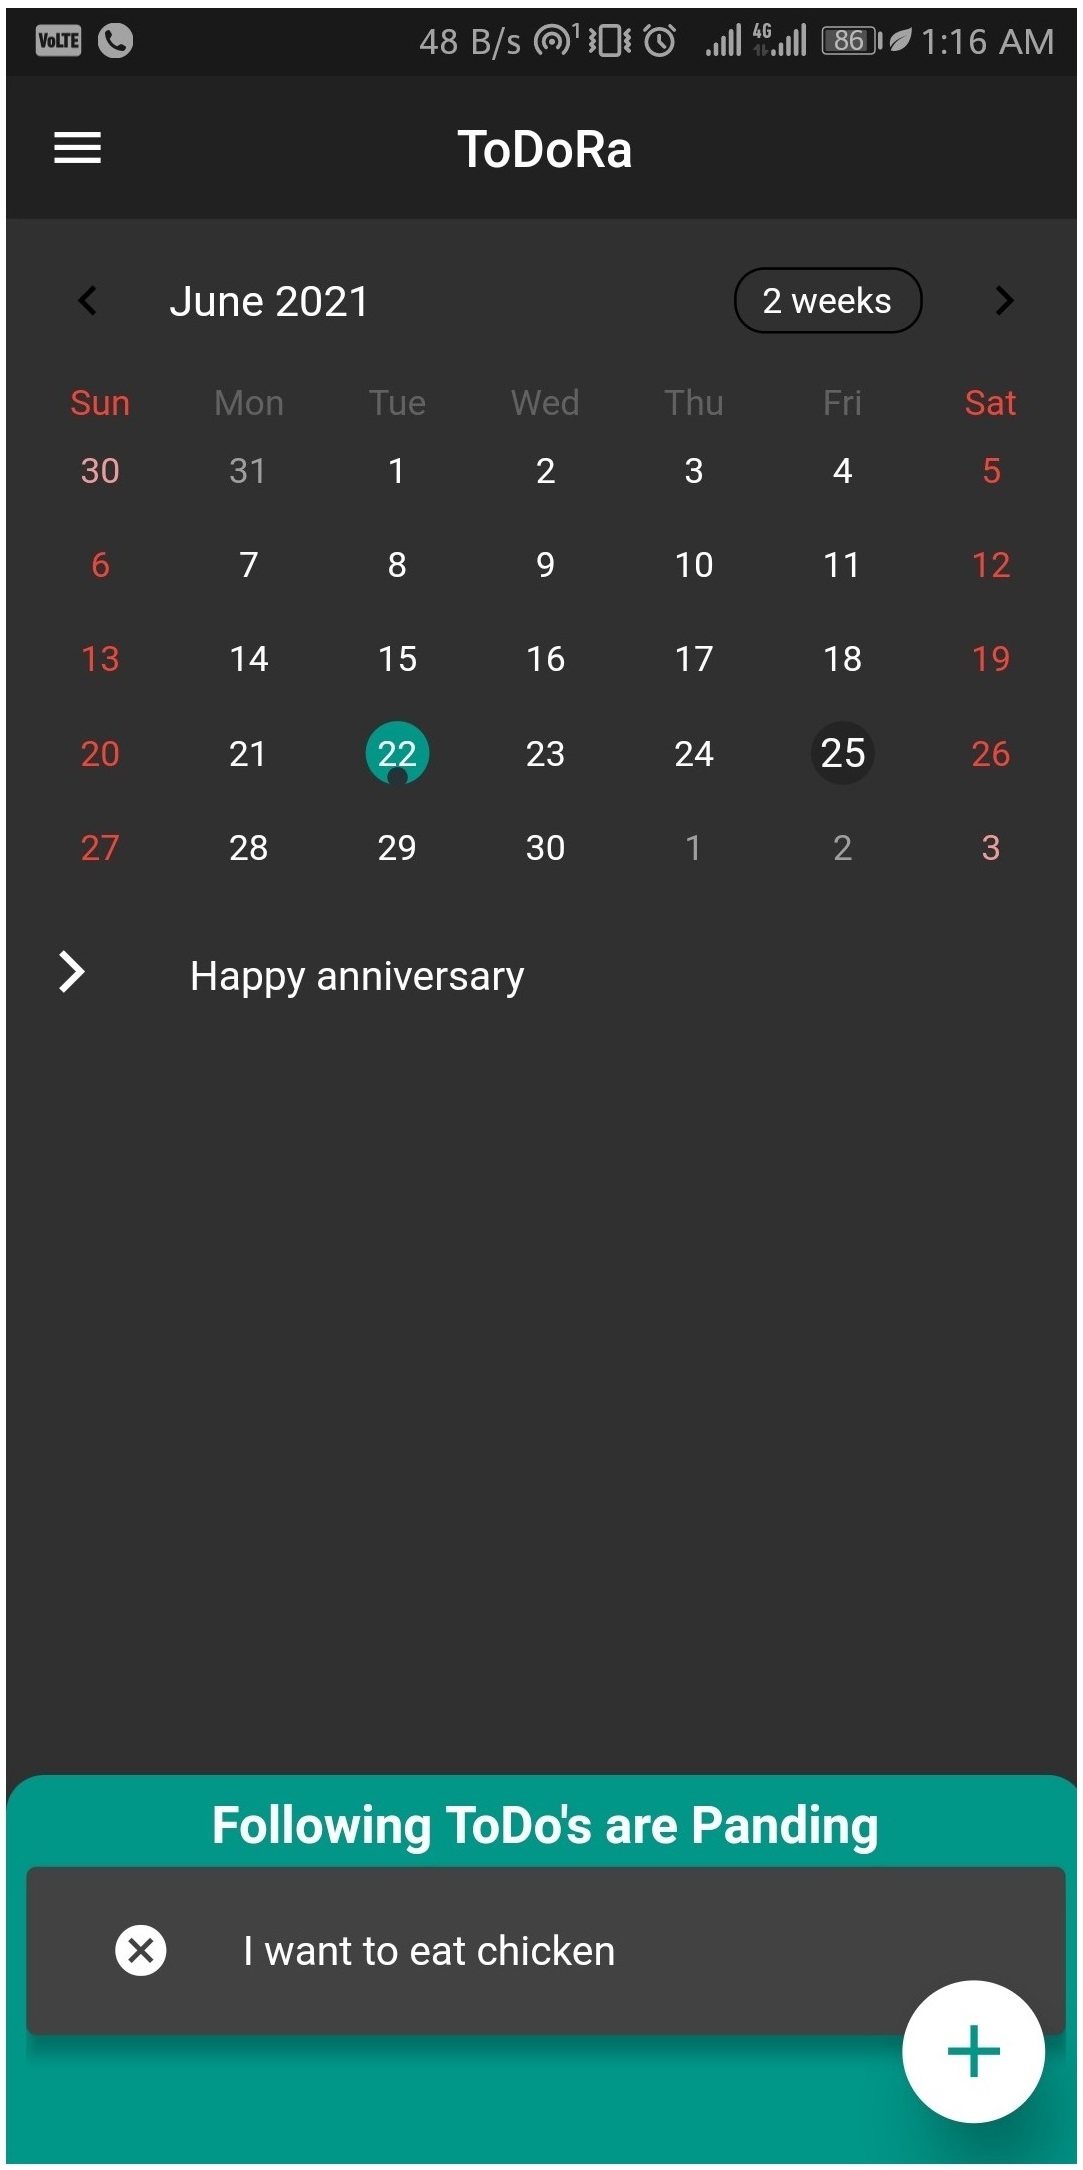 VoLTE 48 B/s 1 4G 86 1:16 AM
ToDoRa
June 2021 2 weeks
Sun Mon Tue Wed Thu Fri Sat
30 31 1 2 3 4 5
6 7 8 9 10 11 12
13 14 15 16 17 18 19
20 21 22 23 24 25 26
27 28 29 30 1 2 3
Happy anniversary
Following ToDo's are Panding
I want to eat chicken